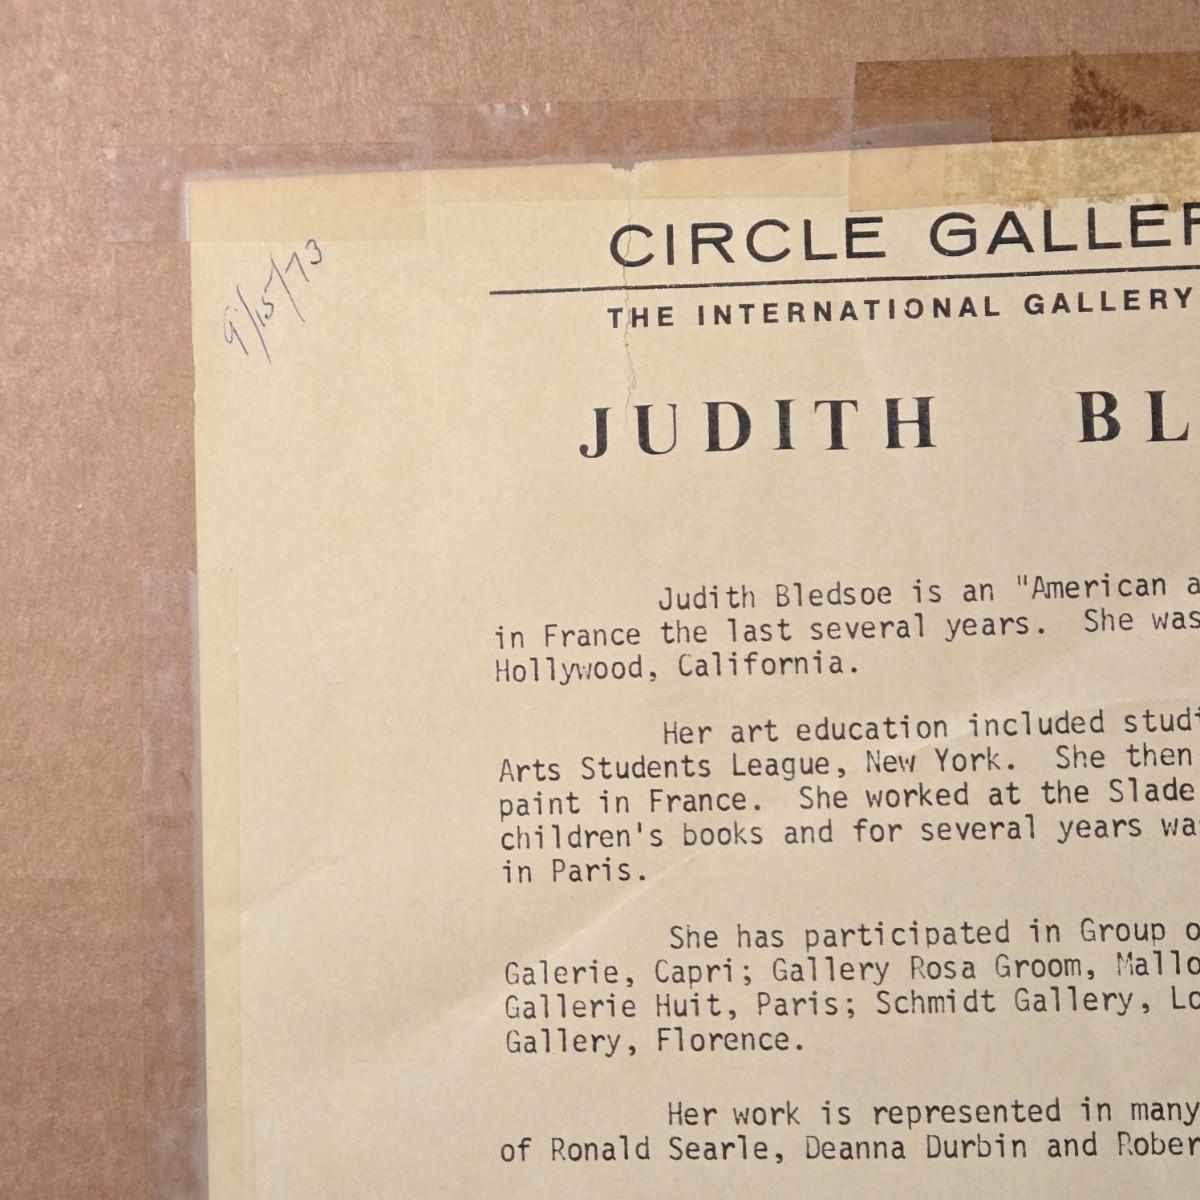 9/15/73
CIRCLE GALLER
THE INTERNATIONAL GALLERY
JUDITH BL
Judith Bledsoe is an "American a
in France the last several years. She was
Hollywood, California.
Her art education included studi
Arts Students League, New York. She then
paint in France. She worked at the Slade
children's books and for several years wa
in Paris.
She has participated in Group o
Galerie, Capri; Gallery Rosa Groom, Mallo
Gallerie Huit, Paris; Schmidt Gallery, Lo
Gallery, Florence.
Her work is represented in many
of Ronald Searle, Deanna Durbin and Rober